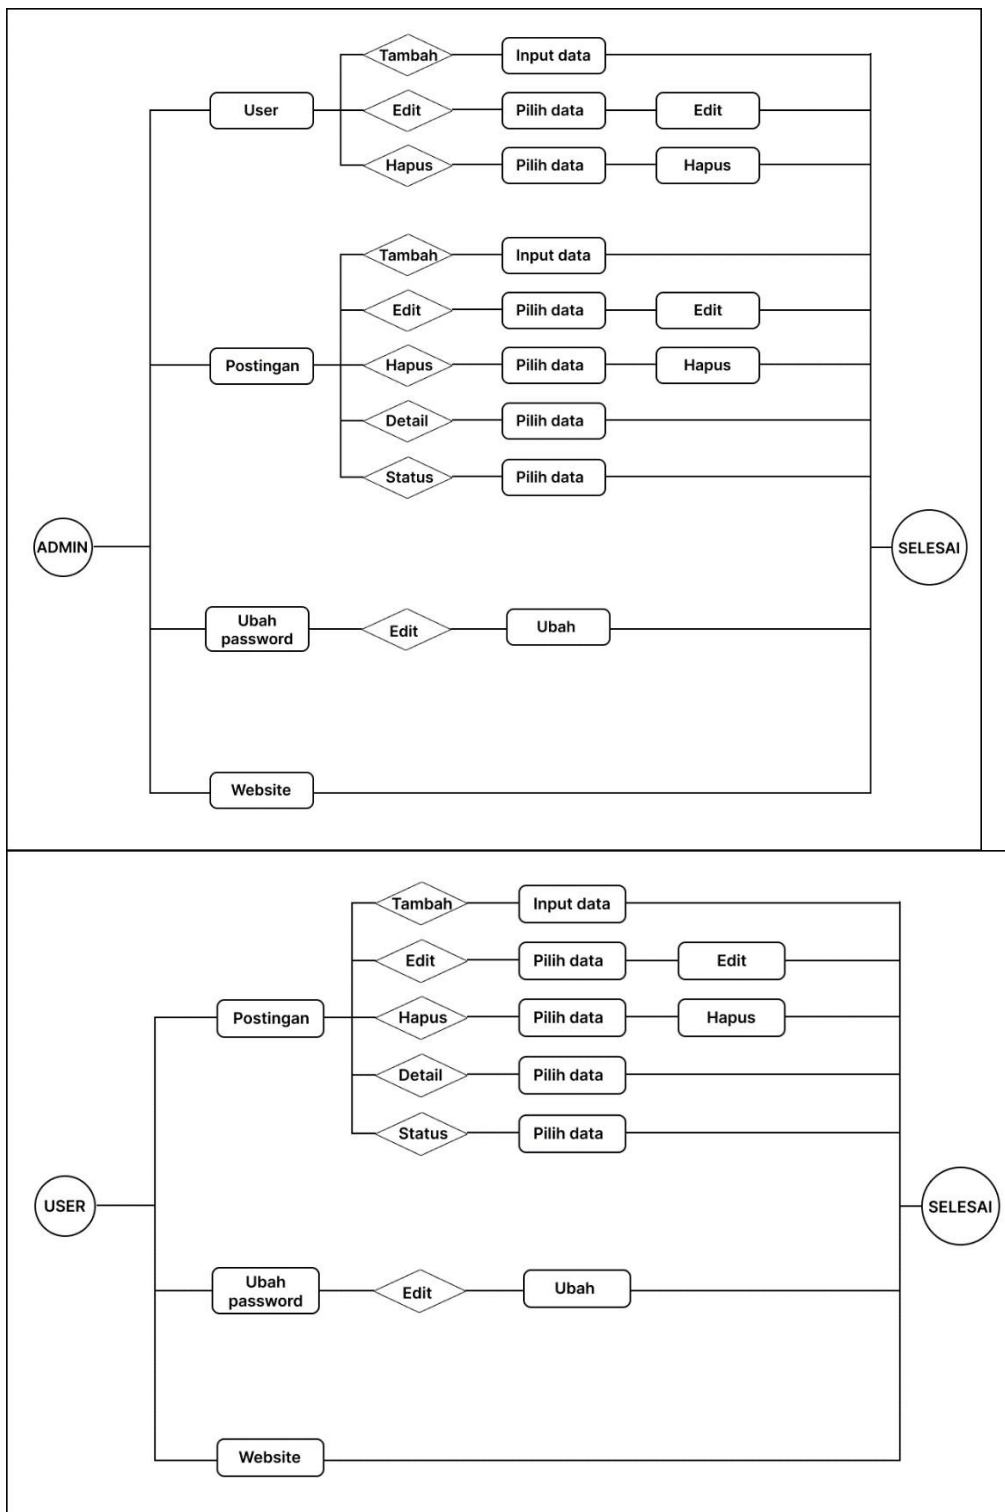 Tambah
Input data
User
Edit
Pilih data
Edit
Hapus
Pilih data
Hapus
Tambah
Input data
Edit
Pilih data
Edit
Postingan
Hapus
Pilih data
Hapus
Detail
Pilih data
Status
Pilih data
ADMIN
SELESAI
Ubah
password
Edit
Ubah
Website
Tambah
Input data
Edit
Pilih data
Edit
Postingan
Hapus
Pilih data
Hapus
Detail
Pilih data
Status
Pilih data
USER
SELESAI
Ubah
password
Edit
Ubah
Website